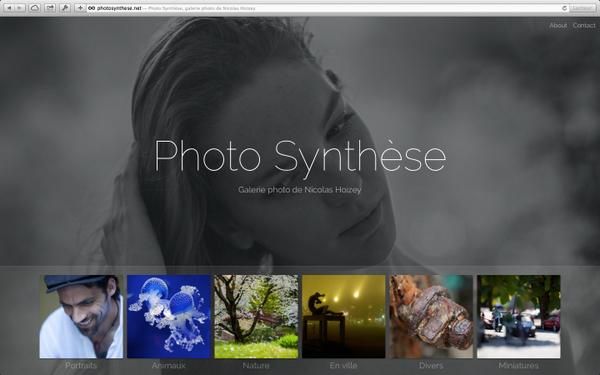 photosynthese.net — Photo Synthèse, galerie photo de Nicolas Hoizey
About Contact
Photo Synthèse
Galerie photo de Nicolas Hoizey
Portraits Animaux Nature En ville Divers Miniatures